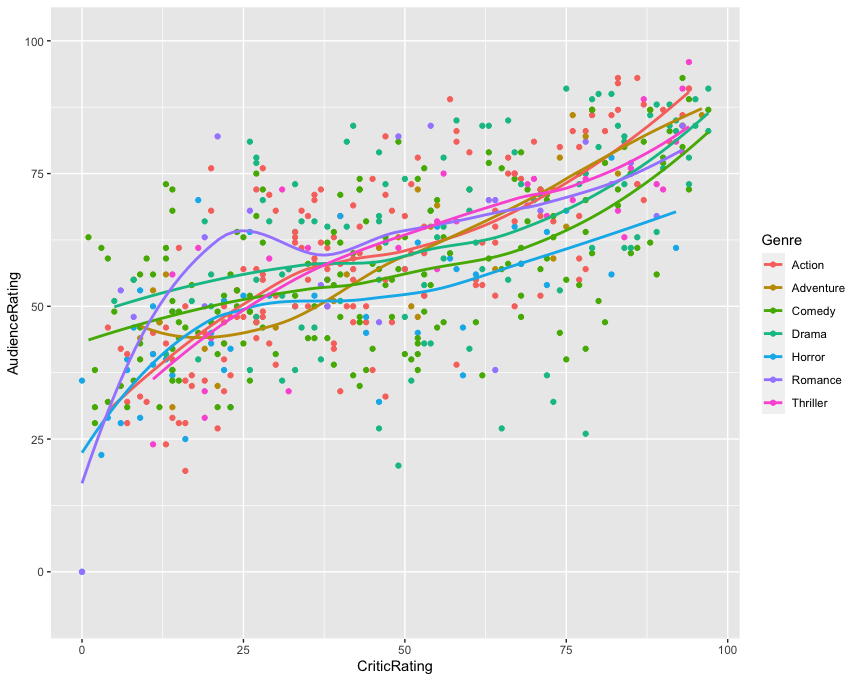 100
75
50
25
0
AudienceRating
0
25
50
75
100
CriticRating
Genre
Action
Adventure
Comedy
Drama
Horror
Romance
Thriller